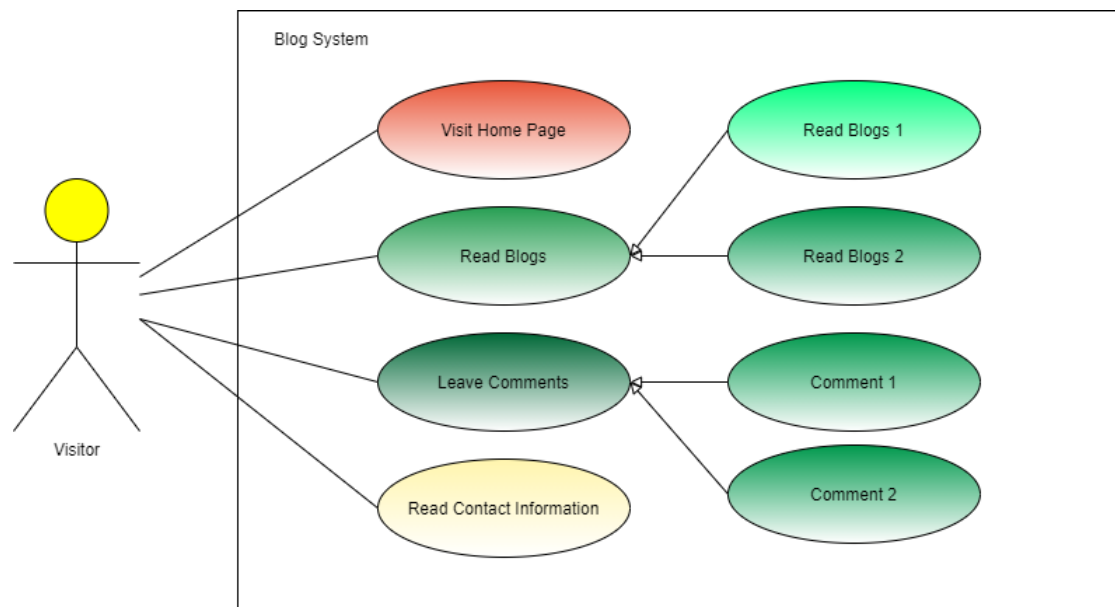 Blog System
Visit Home Page
Read Blogs 1
Read Blogs
Read Blogs 2
Leave Comments
Comment 1
Visitor
Read Contact Information
Comment 2